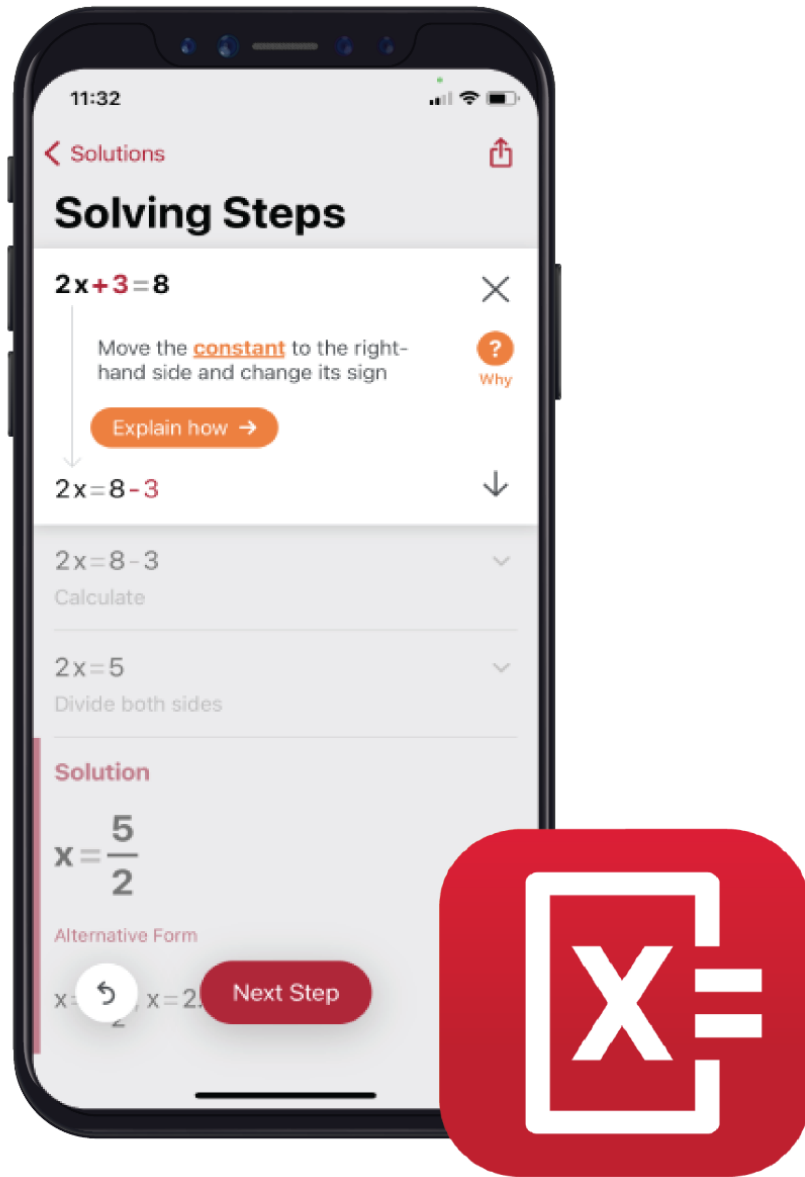 11:32
Solutions
Solving Steps
2x+3=8
Move the constant to the right-
hand side and change its sign
?
Why
Explain how →
2x=8-3
2x=8-3
Calculate
2x=5
Divide both sides
Solution
x=5/2
Alternative Form
x= 2, x=2.
Next Step
X=